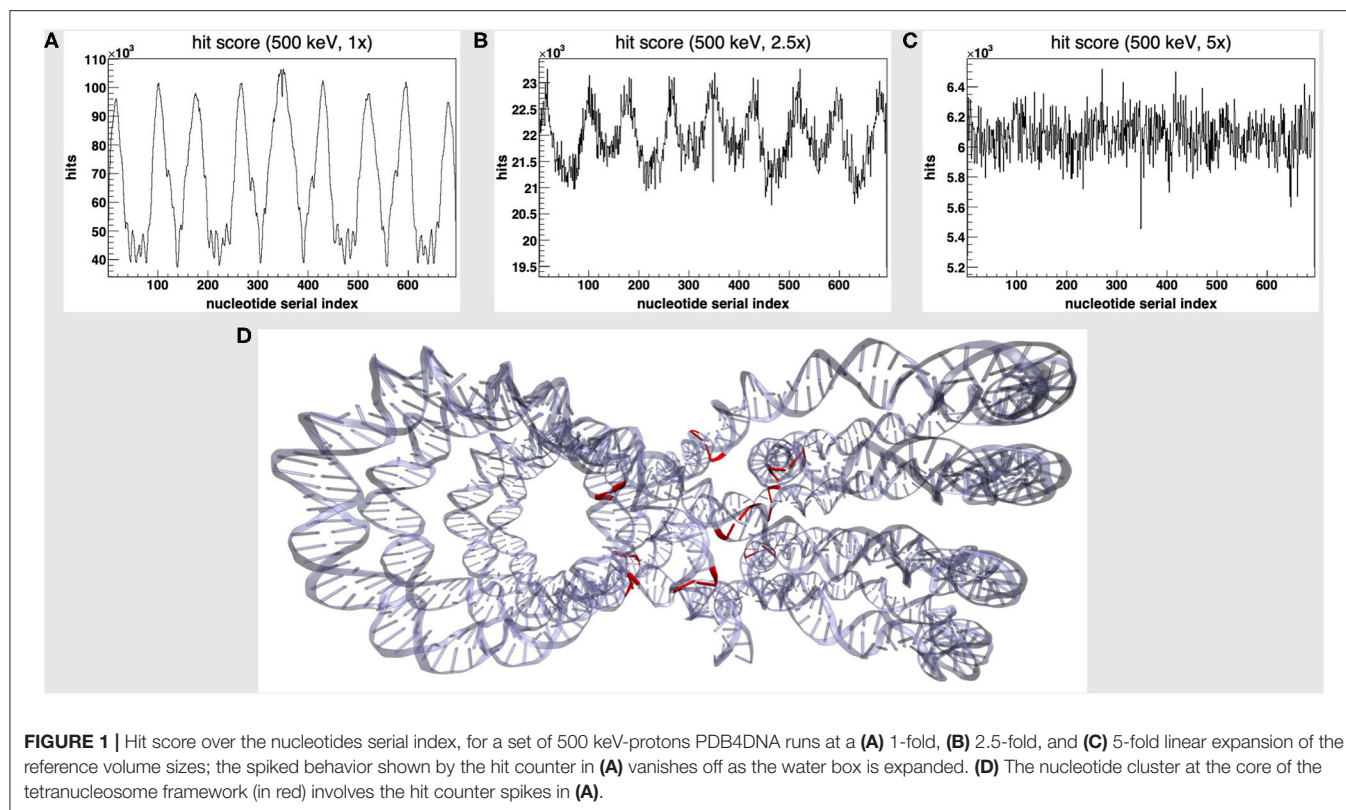 A
hit score (500 keV, 1x)
×10³
110
100
90
80
70
60
50
40
hits
100 200 300 400 500 600
nucleotide serial index
B
hit score (500 keV, 2.5x)
×10³
23
22.5
22
21.5
21
20.5
20
19.5
hits
100 200 300 400 500 600
nucleotide serial index
C
hit score (500 keV, 5x)
×10³
6.4
6.2
6
5.8
5.6
5.4
5.2
hits
100 200 300 400 500 600
nucleotide serial index
D
FIGURE 1 | Hit score over the nucleotides serial index, for a set of 500 keV-protons PDB4DNA runs at a (A) 1-fold, (B) 2.5-fold, and (C) 5-fold linear expansion of the
reference volume sizes; the spiked behavior shown by the hit counter in (A) vanishes off as the water box is expanded. (D) The nucleotide cluster at the core of the
tetranucleosome framework (in red) involves the hit counter spikes in (A).